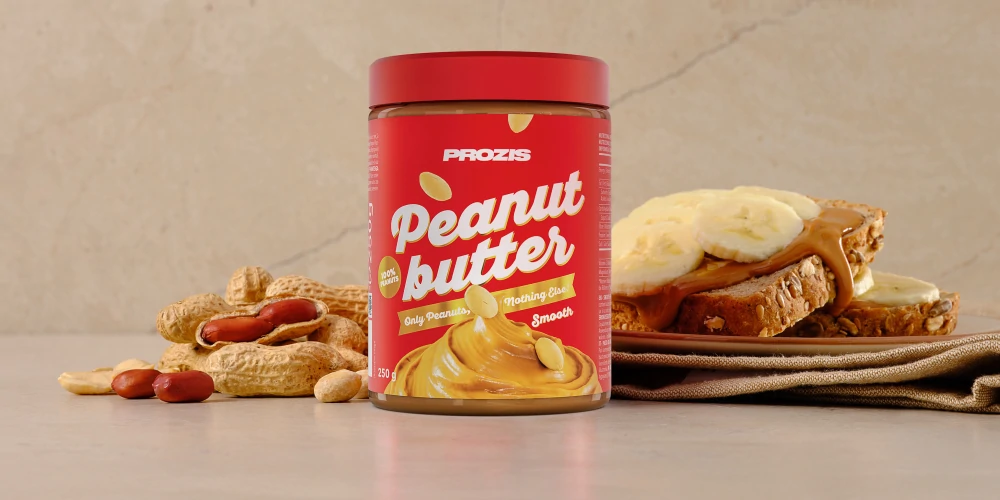 PROZIS
Peanut
butter
100%
PEANUTS
Only Peanuts,
Nothing Else.
Smooth
250 g